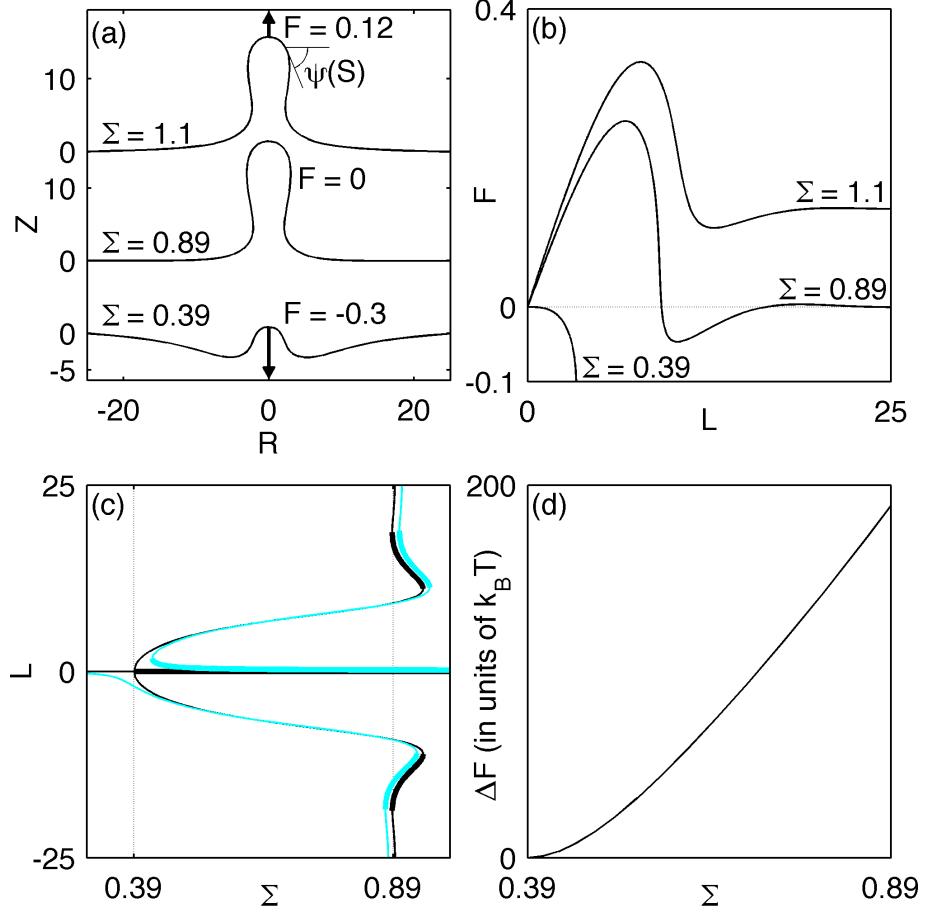 (a)
F = 0.12
ψ(S)
Σ = 1.1
F = 0
Σ = 0.89
Σ = 0.39
F = -0.3
10
0
10
0
0
-5
Z
-20
0
20
R
(b)
0.4
0
-0.1
F
Σ = 1.1
Σ = 0.89
Σ = 0.39
0
25
L
(c)
25
0
-25
L
0.39
Σ
0.89
(d)
200
0
ΔF (in units of k_BT)
0.39
Σ
0.89